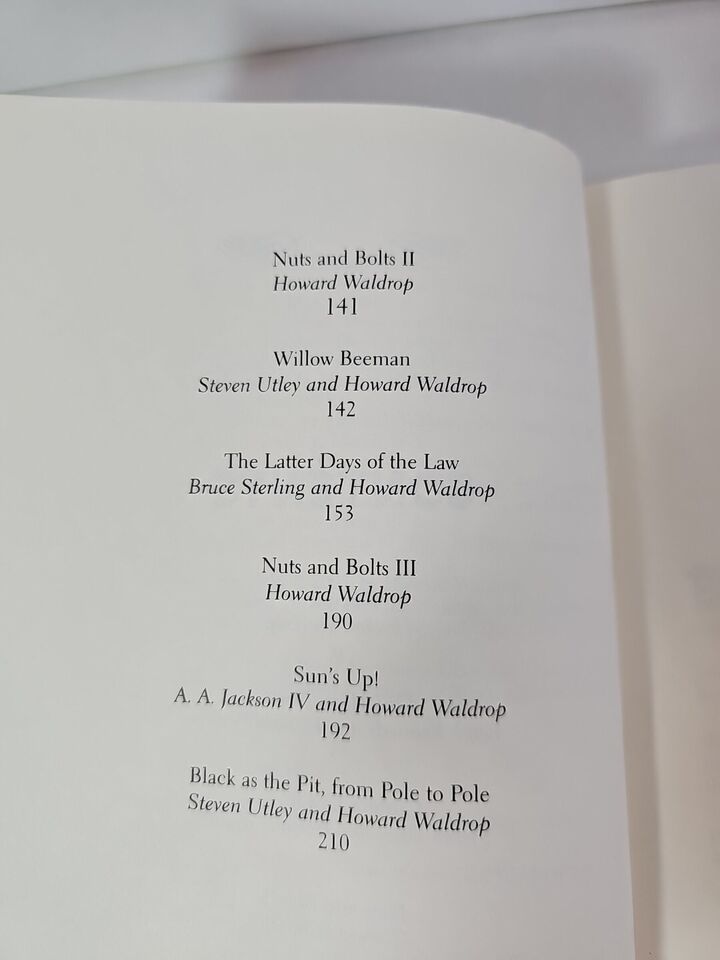 Nuts and Bolts II
Howard Waldrop
141
Willow Beeman
Steven Utley and Howard Waldrop
142
The Latter Days of the Law
Bruce Sterling and Howard Waldrop
153
Nuts and Bolts III
Howard Waldrop
190
Sun's Up!
A. A. Jackson IV and Howard Waldrop
192
Black as the Pit, from Pole to Pole
Steven Utley and Howard Waldrop
210